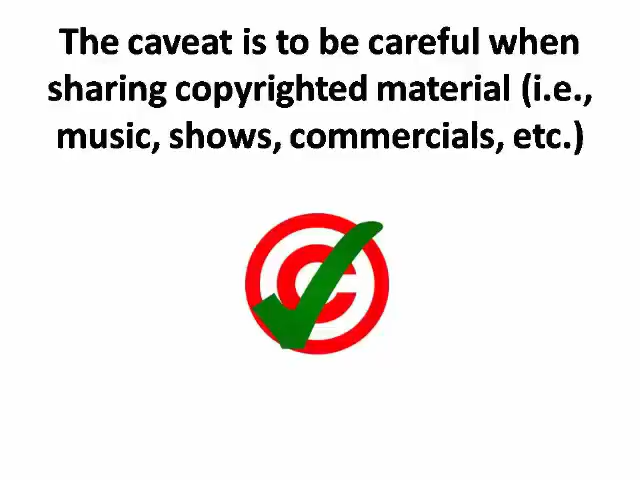 The caveat is to be careful when
sharing copyrighted material (i.e.,
music, shows, commercials, etc.)